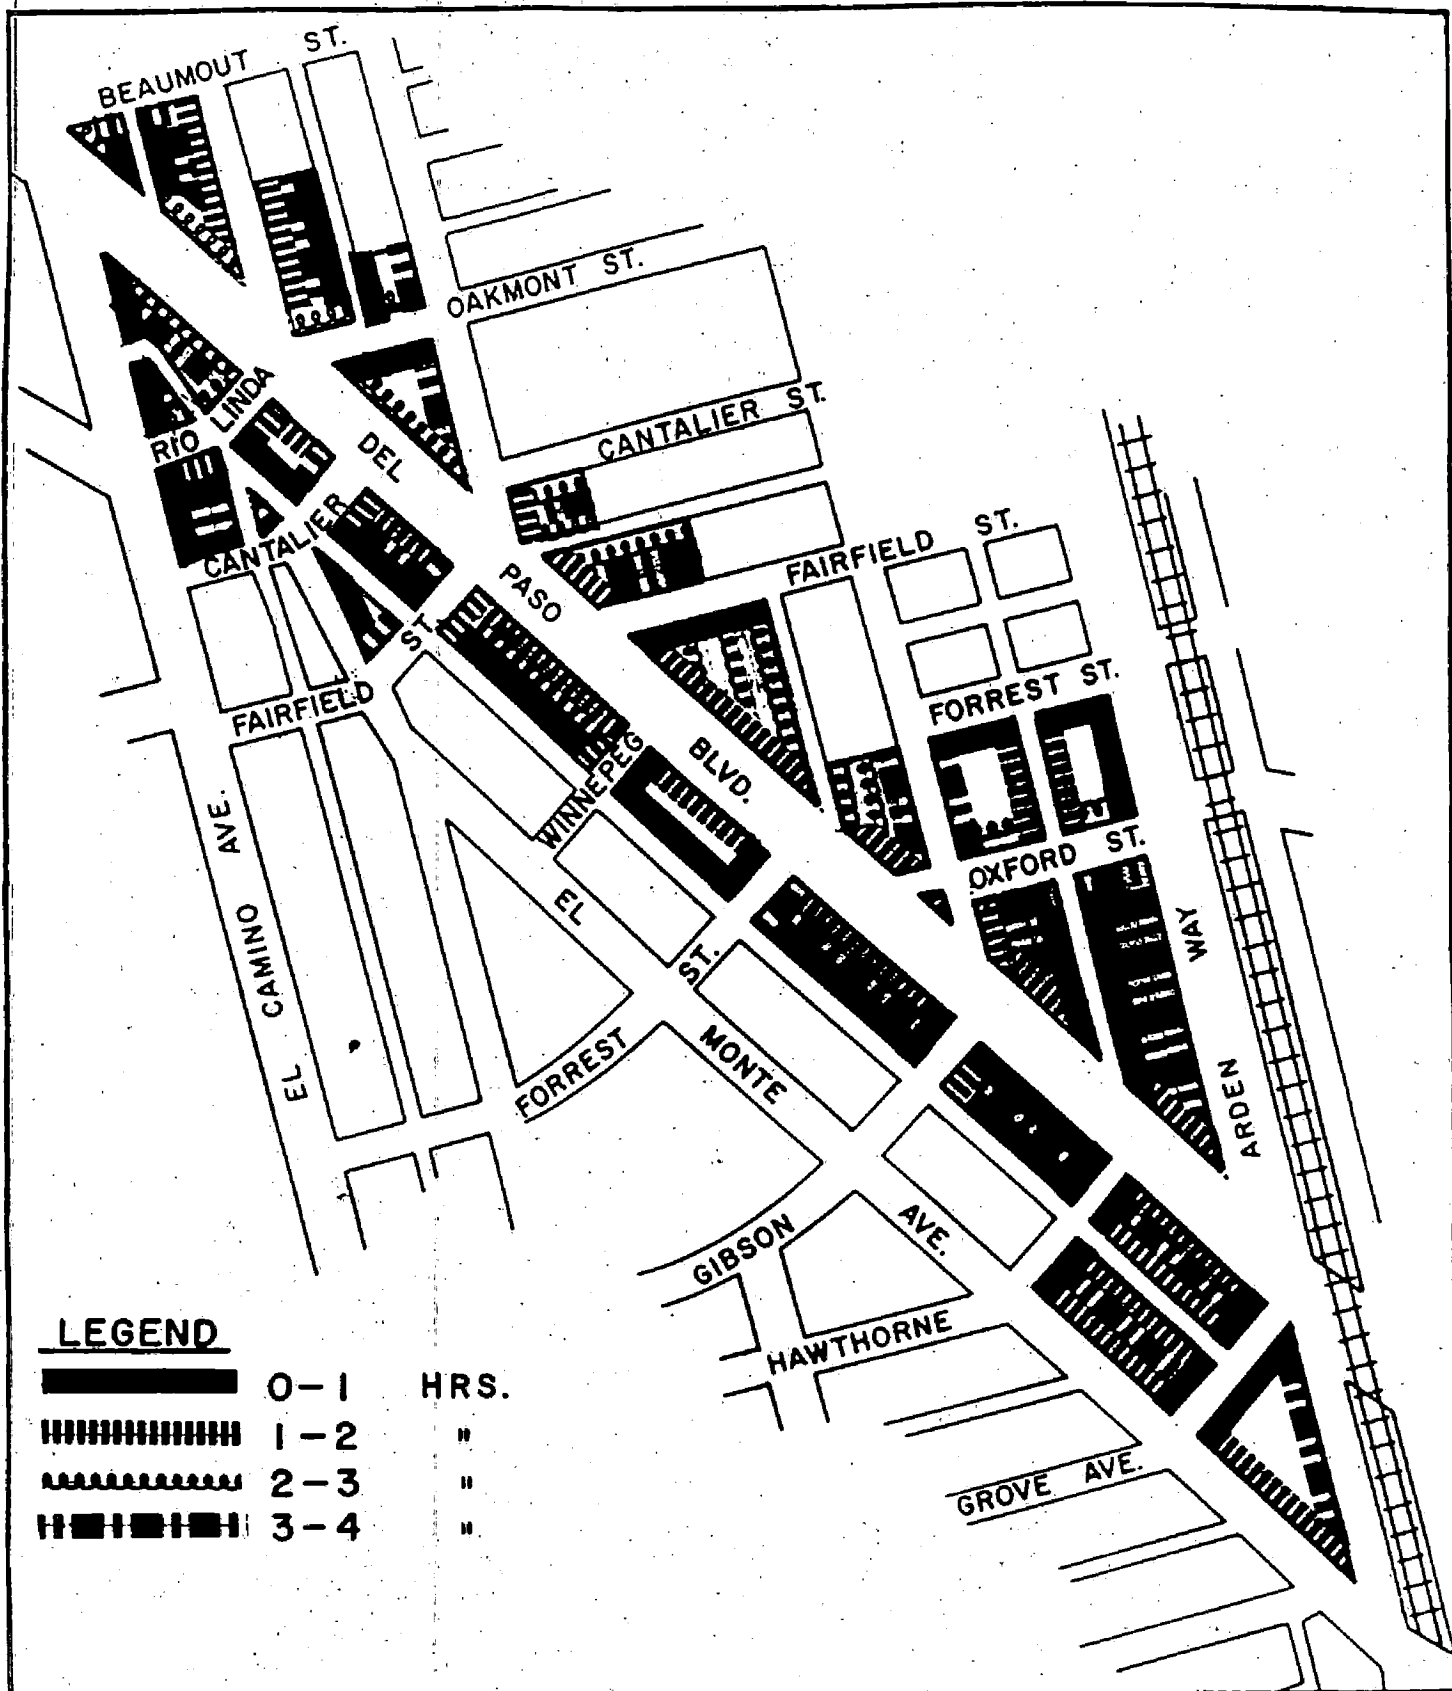 BEAUMOUT ST.
OAKMONT ST.
CANTALIER ST.
RIO LINDA
DEL PASO BLVD.
CANTALIER
FAIRFIELD ST.
FAIRFIELD ST.
FORREST ST.
WINNEPEG
OXFORD ST.
EL CAMINO AVE.
EL MONTE AVE.
FORREST ST.
ARDEN WAY
GIBSON
HAWTHORNE
GROVE AVE.
LEGEND
0-1 HRS.
1-2 "
2-3 "
3-4 "